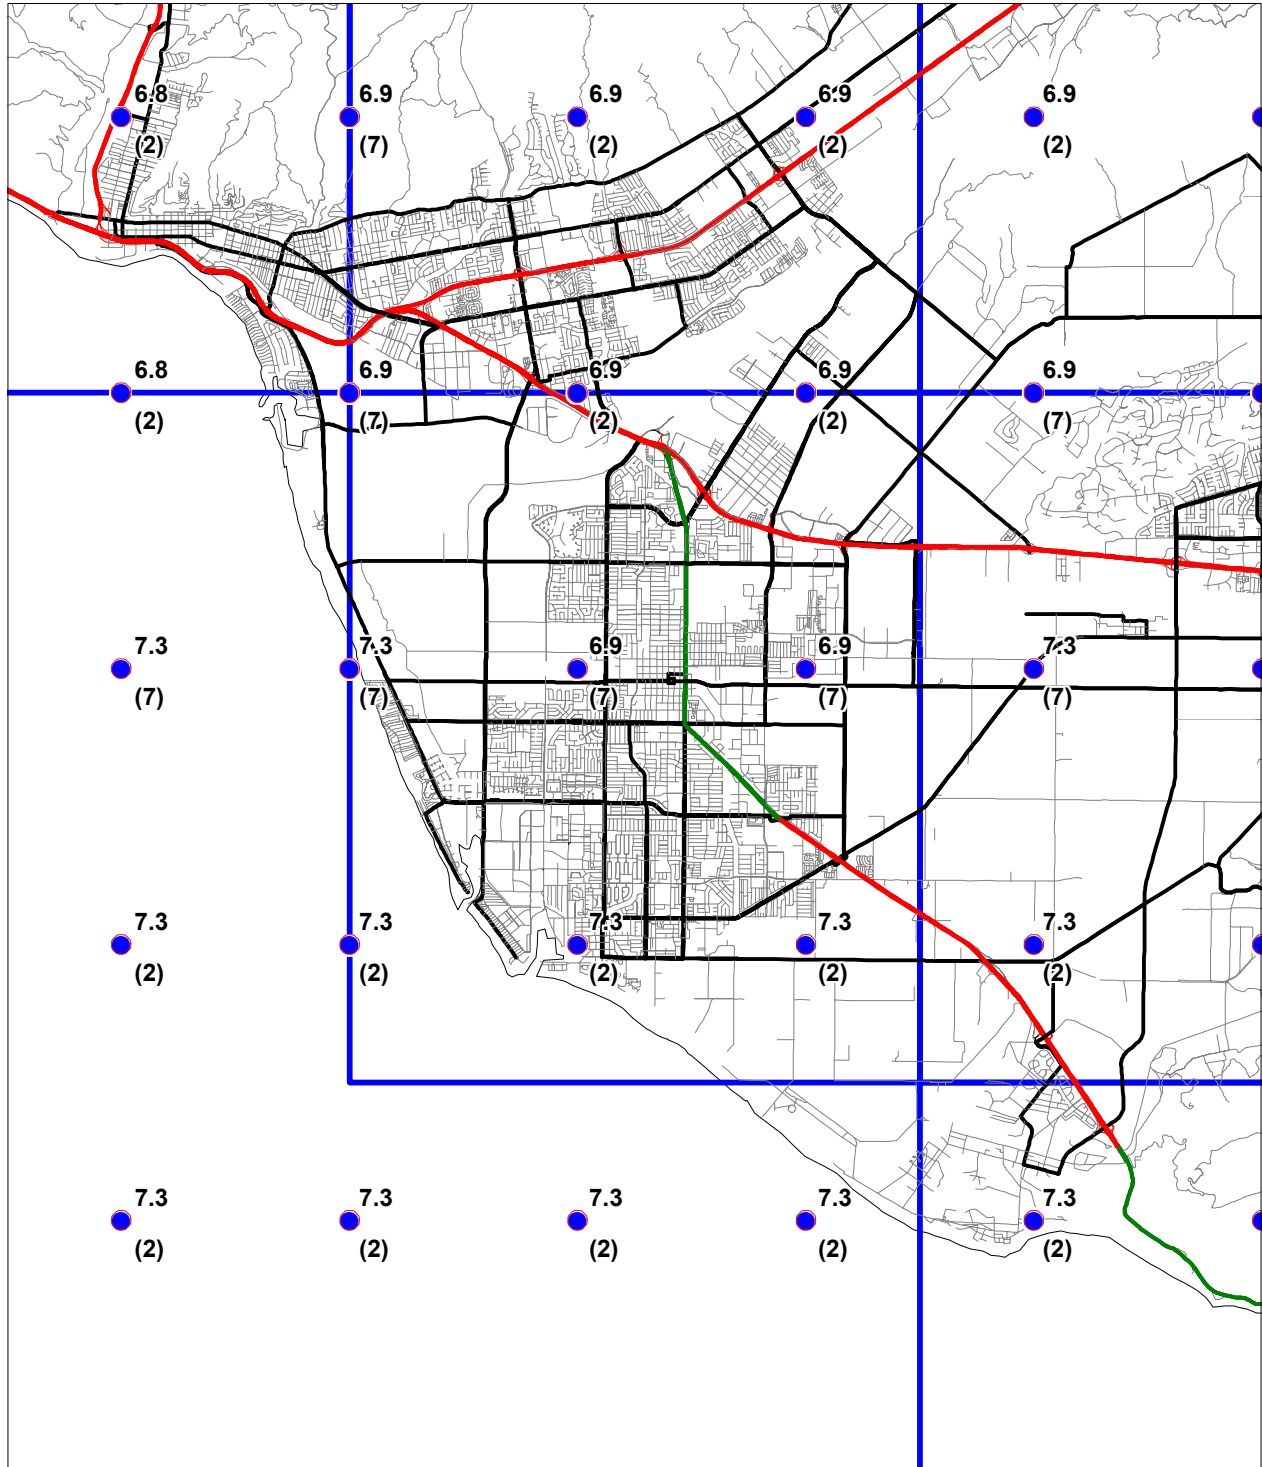 6.8 6.9 6.9 6.9 6.9
(2) (7) (2) (2) (2)
6.8 6.9 6.9 6.9 6.9
(2) (7) (2) (2) (7)
7.3 7.3 6.9 6.9 7.3
(7) (7) (7) (7) (7)
7.3 7.3 7.3 7.3 7.3
(2) (2) (2) (2) (2)
7.3 7.3 7.3 7.3 7.3
(2) (2) (2) (2) (2)